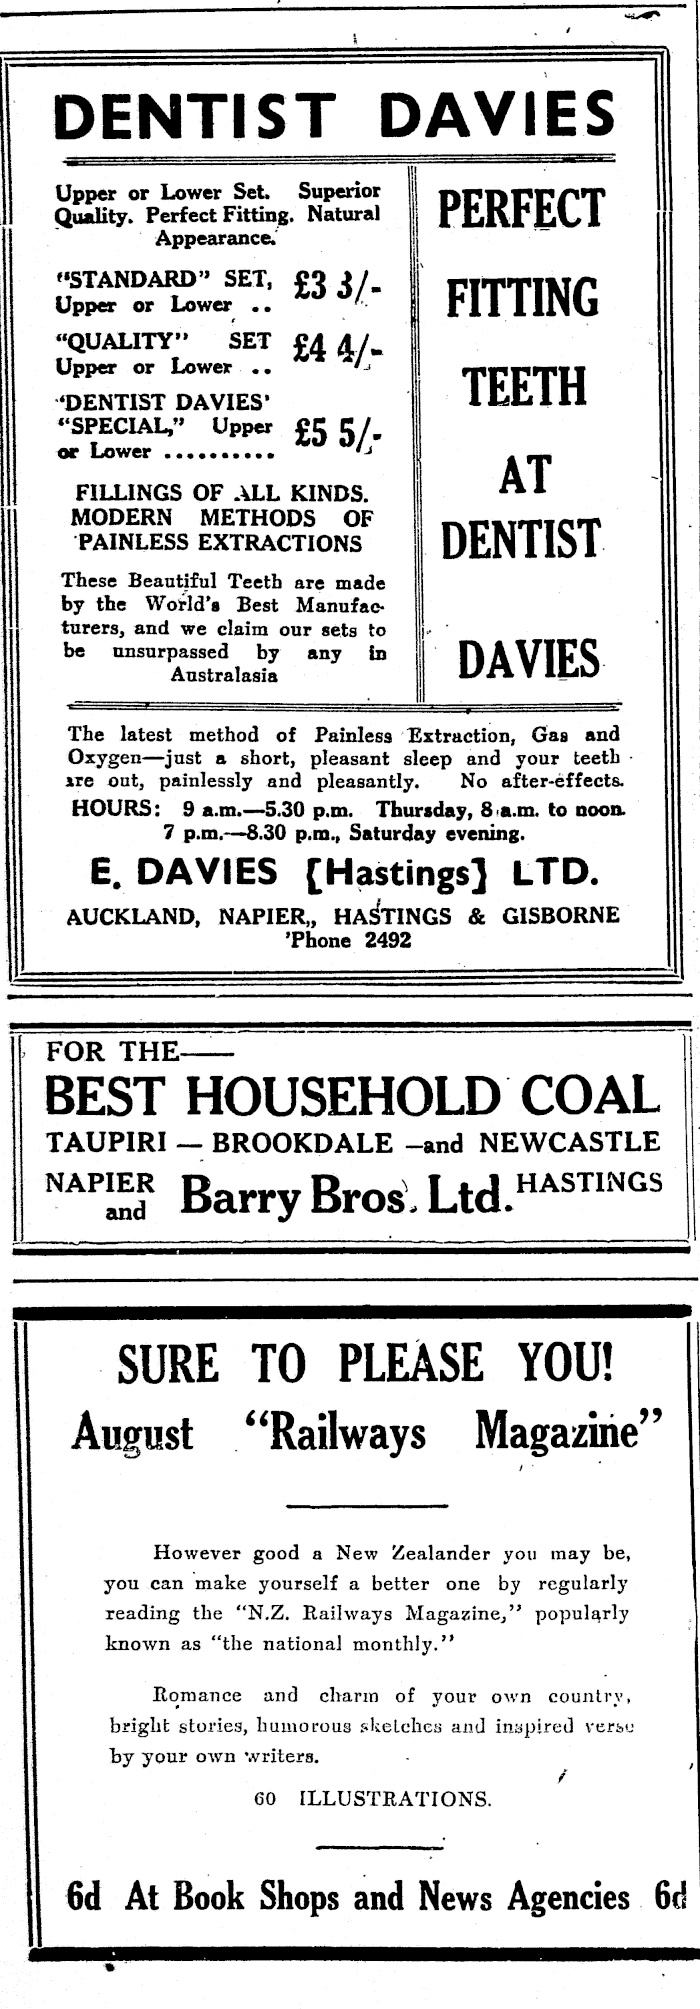 DENTIST DAVIES
Upper or Lower Set. Superior
Quality. Perfect Fitting. Natural
Appearance.
"STANDARD" SET,
Upper or Lower .. £3 3/-
"QUALITY" SET
Upper or Lower .. £4 4/-
'DENTIST DAVIES'
"SPECIAL," Upper
or Lower .......... £5 5/-
FILLINGS OF ALL KINDS.
MODERN METHODS OF
PAINLESS EXTRACTIONS
These Beautiful Teeth are made
by the World's Best Manufac-
turers, and we claim our sets to
be unsurpassed by any in
Australasia
PERFECT
FITTING
TEETH
AT
DENTIST
DAVIES
The latest method of Painless Extraction, Gas and
Oxygen—just a short, pleasant sleep and your teeth
are out, painlessly and pleasantly. No after-effects.
HOURS: 9 a.m.—5.30 p.m. Thursday, 8 a.m. to noon.
7 p.m.—8.30 p.m., Saturday evening.
E. DAVIES [Hastings] LTD.
AUCKLAND, NAPIER,, HASTINGS & GISBORNE
'Phone 2492
FOR THE—
BEST HOUSEHOLD COAL
TAUPIRI — BROOKDALE —and NEWCASTLE
NAPIER
and Barry Bros. Ltd. HASTINGS
SURE TO PLEASE YOU!
August "Railways Magazine"
However good a New Zealander you may be,
you can make yourself a better one by regularly
reading the "N.Z. Railways Magazine," popularly
known as "the national monthly."
Romance and charm of your own country,
bright stories, humorous sketches and inspired verse
by your own writers.
60 ILLUSTRATIONS.
6d At Book Shops and News Agencies 6d